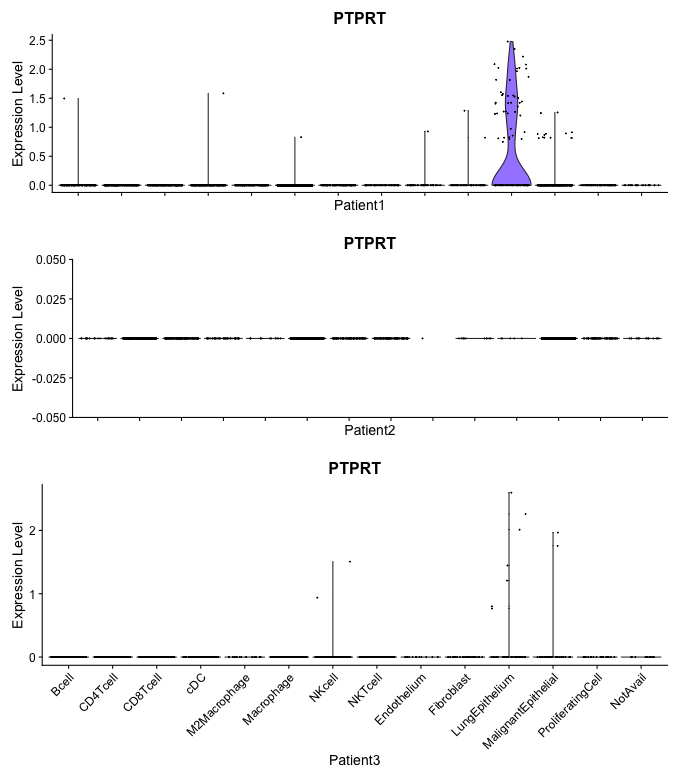 PTPRT
Expression Level
2.5
2.0
1.5
1.0
0.5
0.0
Patient1
PTPRT
Expression Level
0.050
0.025
0.000
-0.025
-0.050
Patient2
PTPRT
Expression Level
2
1
0
Bcell
CD4Tcell
CD8Tcell
cDC
M2Macrophage
Macrophage
NKcell
NKTcell
Endothelium
Fibroblast
LungEpithelium
MalignantEpithelial
ProliferatingCell
NotAvail
Patient3